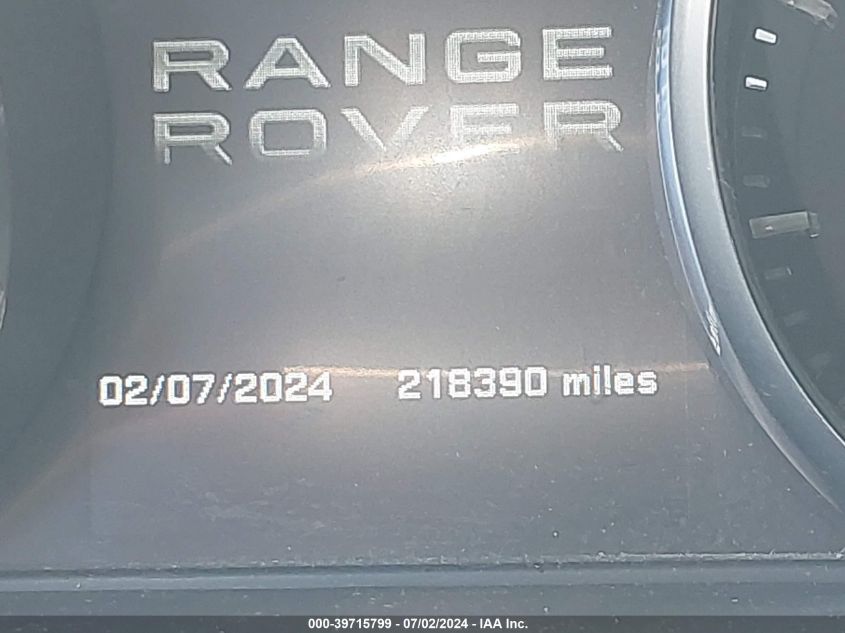 RANGE
ROVER
02/07/2024 218390 miles
000-39715799 - 07/02/2024 - IAA Inc.